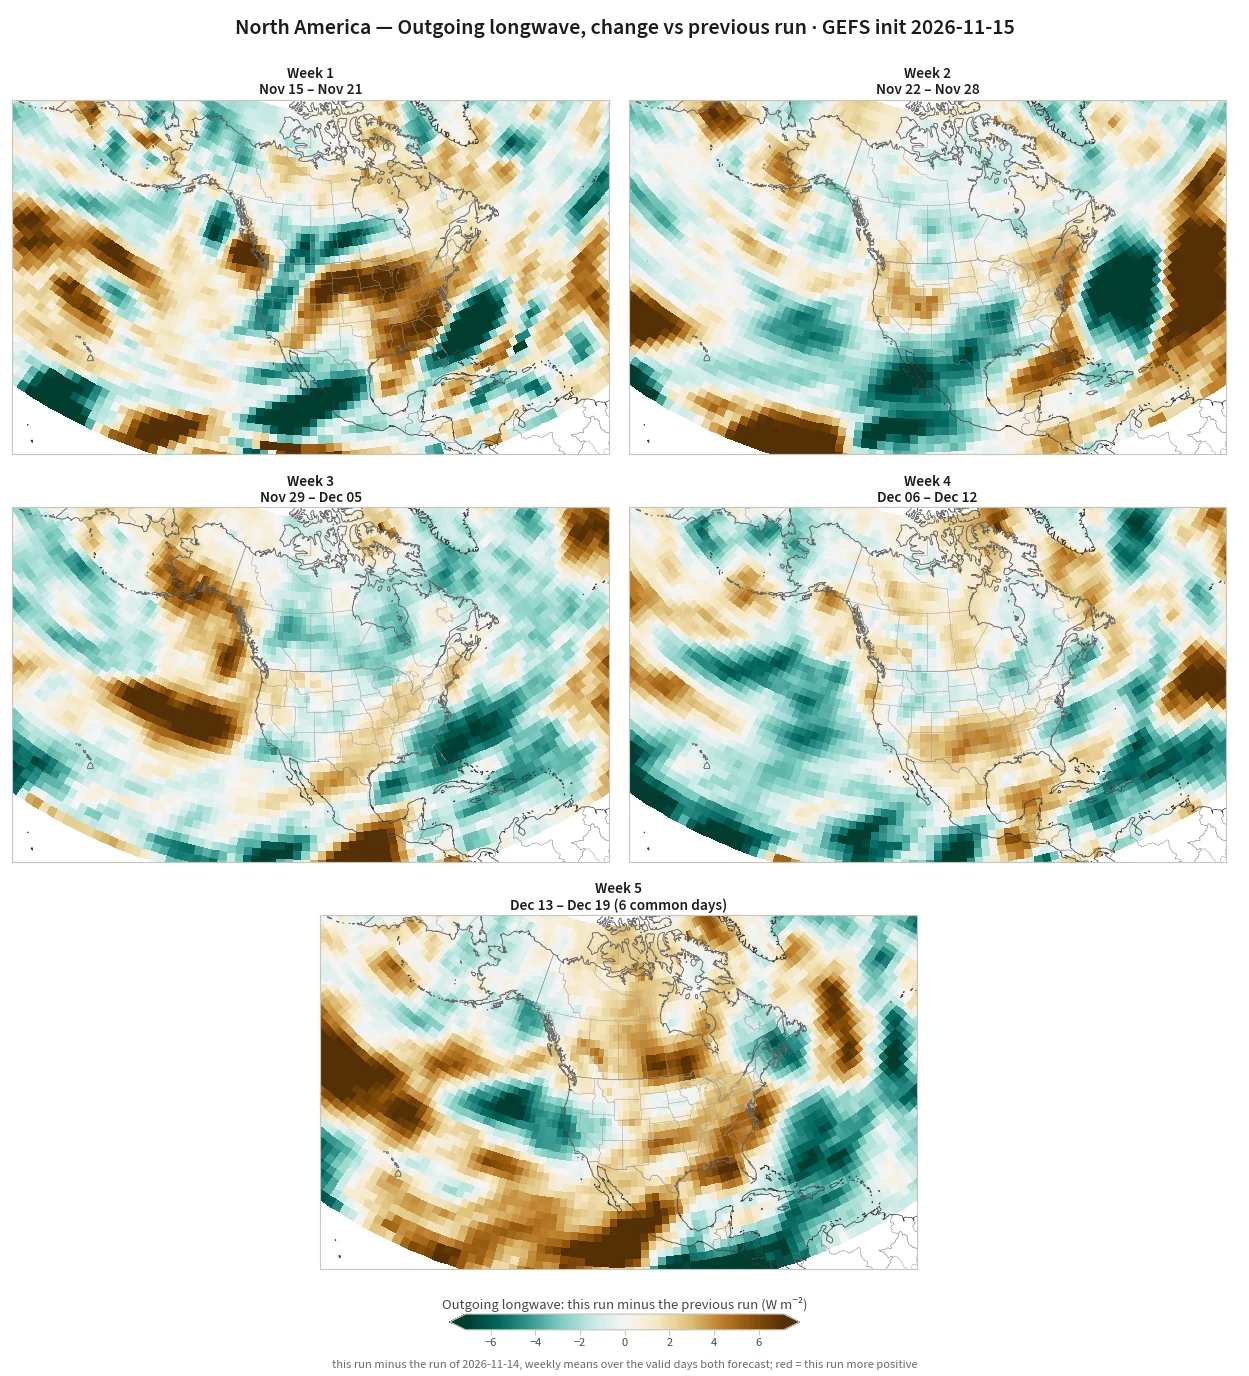 North America — Outgoing longwave, change vs previous run · GEFS init 2026-11-15
Week 1
Nov 15 – Nov 21
Week 2
Nov 22 – Nov 28
Week 3
Nov 29 – Dec 05
Week 4
Dec 06 – Dec 12
Week 5
Dec 13 – Dec 19 (6 common days)
Outgoing longwave: this run minus the previous run (W m⁻²)
−6 −4 −2 0 2 4 6
this run minus the run of 2026-11-14, weekly means over the valid days both forecast; red = this run more positive